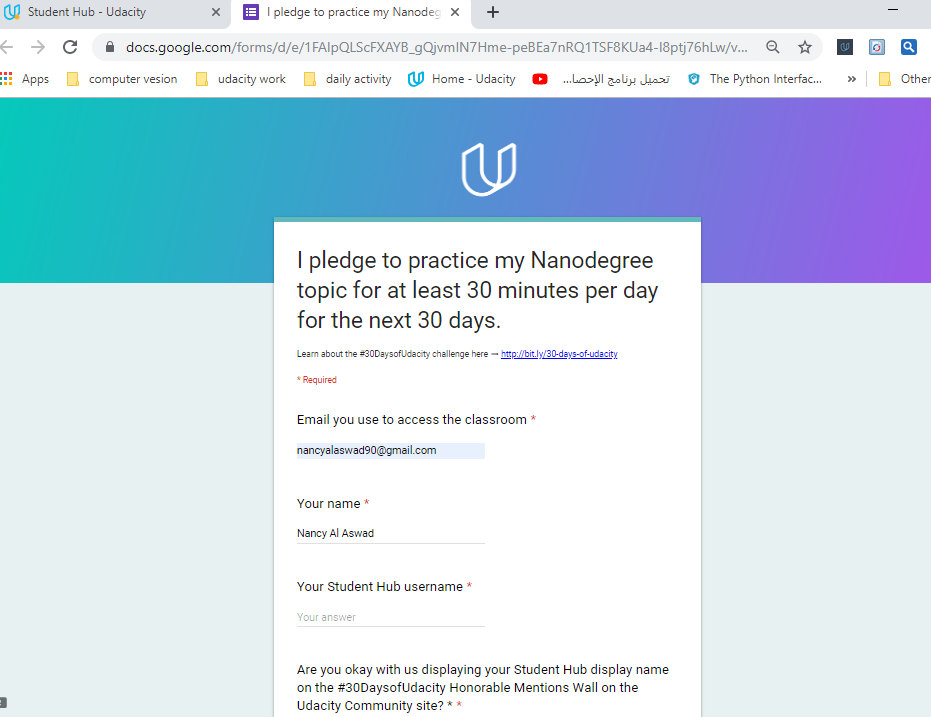 Student Hub - Udacity
I pledge to practice my Nanodeg
docs.google.com/forms/d/e/1FAIpQLScFXAYB_gQjvmIN7Hme-peBEa7nRQ1TSF8KUa4-I8ptj76hLw/v...
Apps
computer vesion
udacity work
daily activity
Home - Udacity
تحميل برنامج الإحصا...
The Python Interfac...
»
Other
I pledge to practice my Nanodegree
topic for at least 30 minutes per day
for the next 30 days.
Learn about the #30DaysofUdacity challenge here → http://bit.ly/30-days-of-udacity
* Required
Email you use to access the classroom *
nancyalaswad90@gmail.com
Your name *
Nancy Al Aswad
Your Student Hub username *
Your answer
Are you okay with us displaying your Student Hub display name
on the #30DaysofUdacity Honorable Mentions Wall on the
Udacity Community site? * *